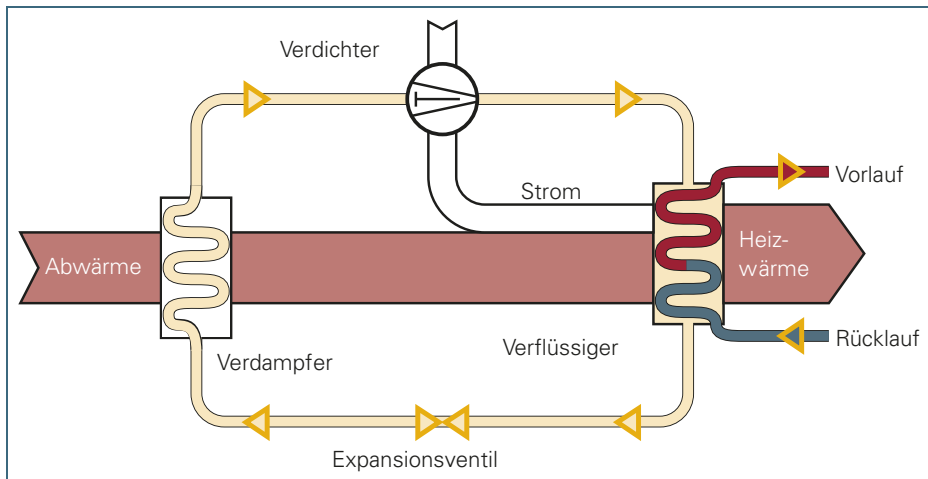 Verdichter
Strom
Vorlauf
Abwärme
Heiz-
wärme
Verdampfer
Verflüssiger
Rücklauf
Expansionsventil